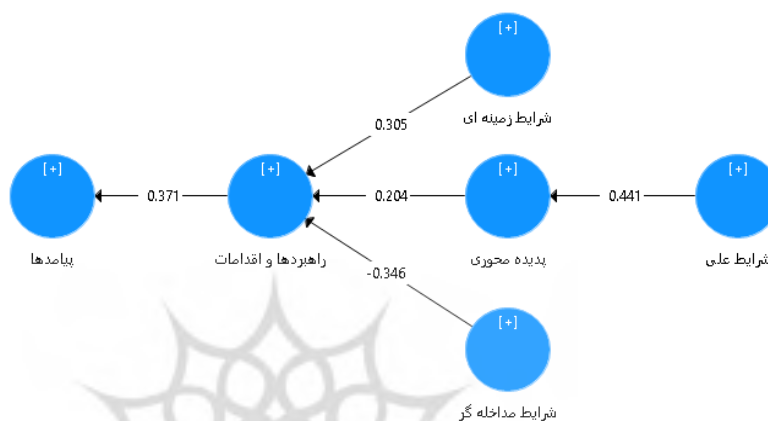 [+]
شرایط زمینه ای
0.305
[+]
شرایط علی
0.441
[+]
پدیده محوری
0.204
[+]
راهبردها و اقدامات
0.371
[+]
پیامدها
-0.346
[+]
شرایط مداخله گر